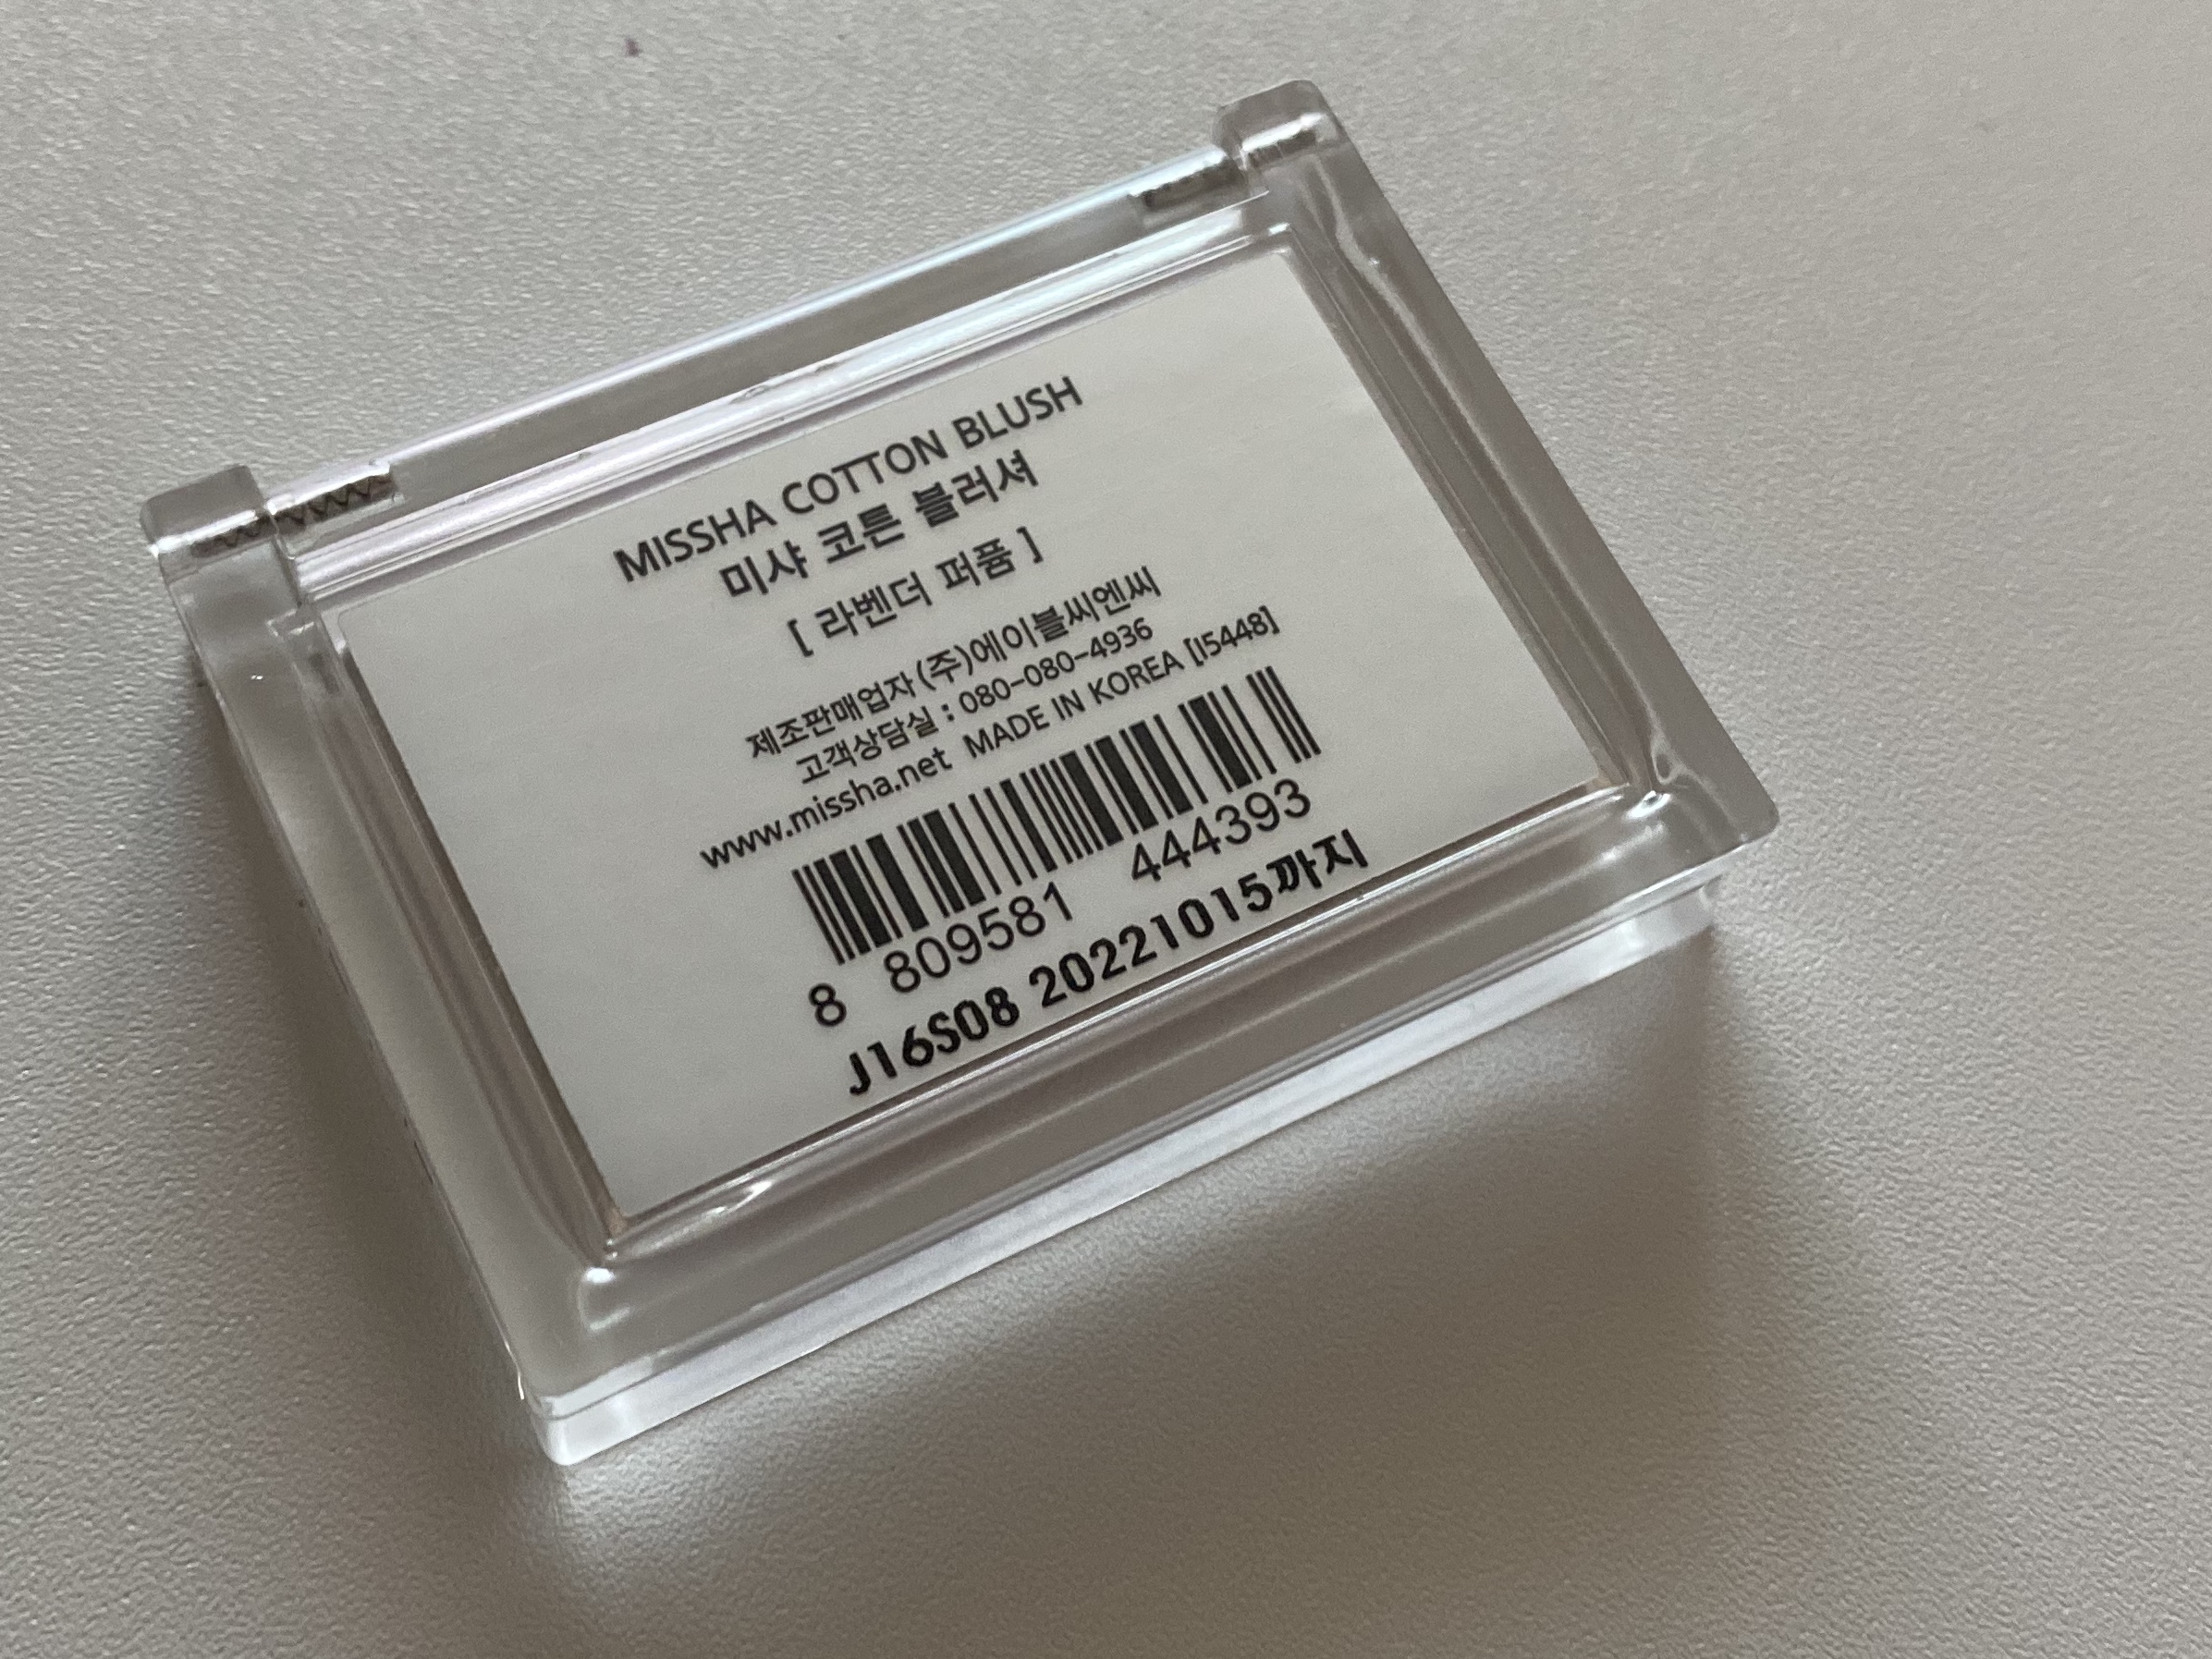 MISSHA COTTON BLUSH
미샤 코튼 블러셔
[ 라벤더 퍼퓸 ]
제조판매업자 (주)에이블씨엔씨
고객상담실 : 080-080-4936
www.missha.net MADE IN KOREA [I5448]
8 809581 444393
J16S08 20221015까지